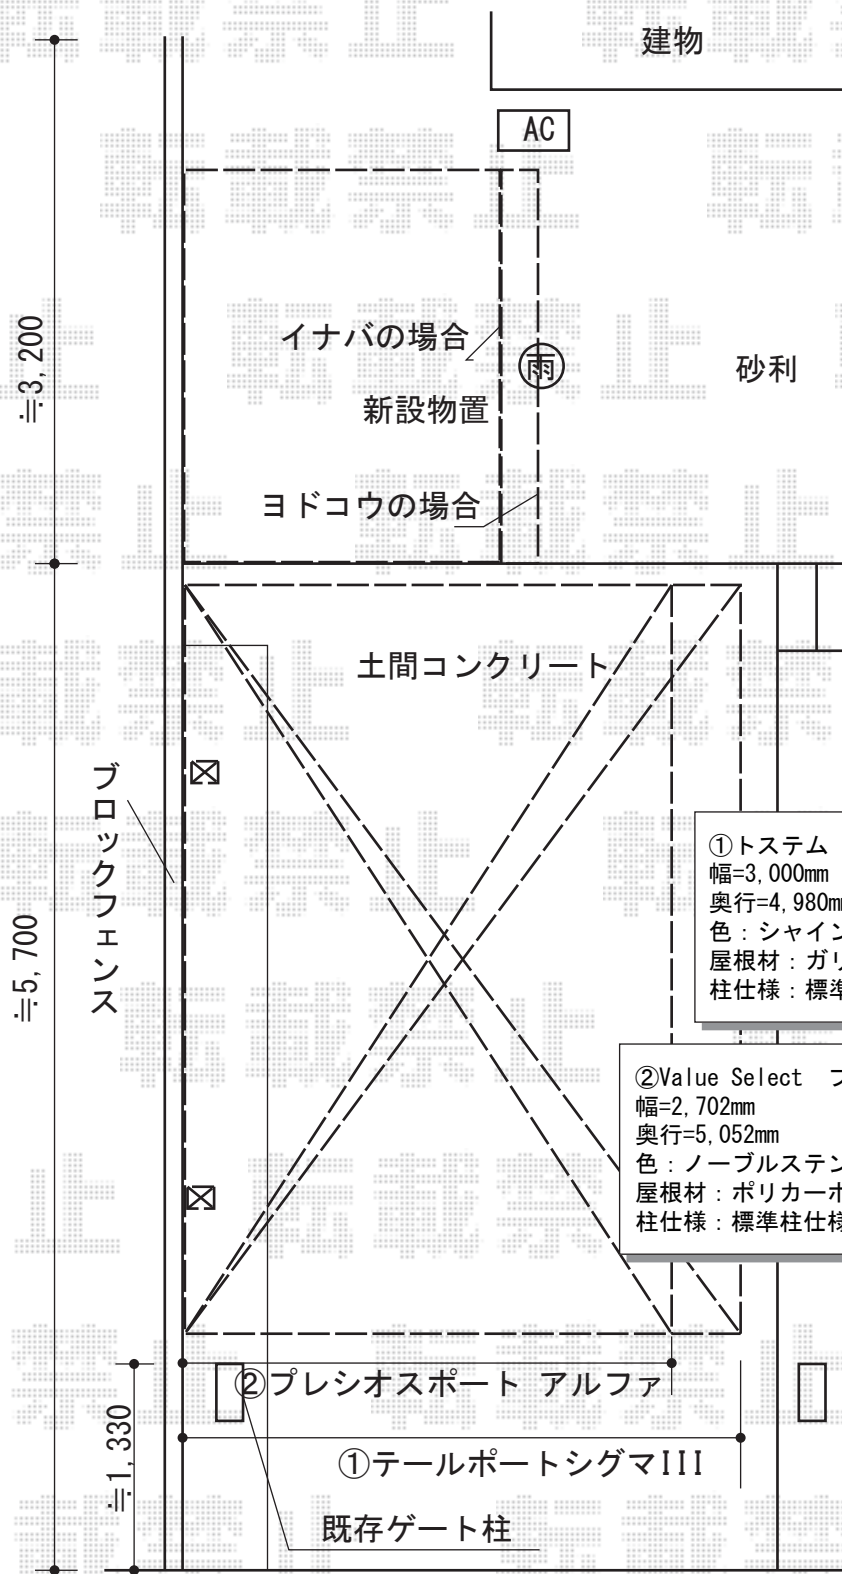 建物
AC
≒3,200
イナバの場合
雨
砂利
新設物置
ヨドコウの場合
土間コンクリート
ブロックフェンス
≒5,700
①トステム
幅=3,000mm
奥行=4,980mm
色：シャイン
屋根材：ガリ
柱仕様：標準
②Value Select
幅=2,702mm
奥行=5,052mm
色：ノーブルステン
屋根材：ポリカーボ
柱仕様：標準柱仕様
②プレシオスポート アルファ
≒1,330
①テールポートシグマIII
既存ゲート柱
転載禁止